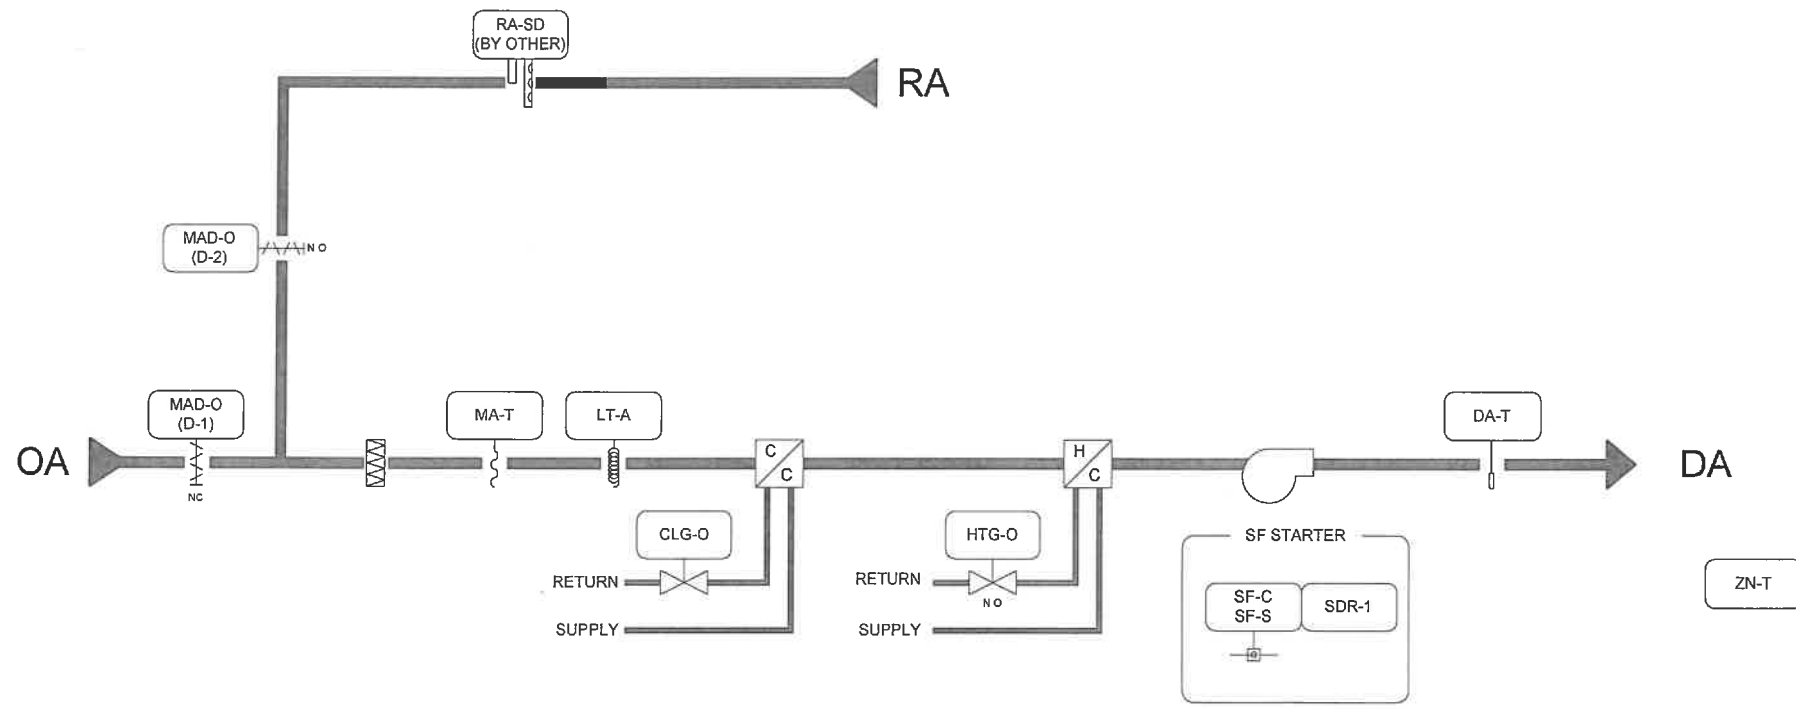 RA-SD
(BY OTHER)
RA
MAD-O
(D-2)
NO
MAD-O
(D-1)
MA-T
LT-A
DA-T
OA
C
C
H
C
DA
NC
CLG-O
HTG-O
SF STARTER
RETURN
RETURN
NO
ZN-T
SF-C
SF-S
SDR-1
SUPPLY
SUPPLY